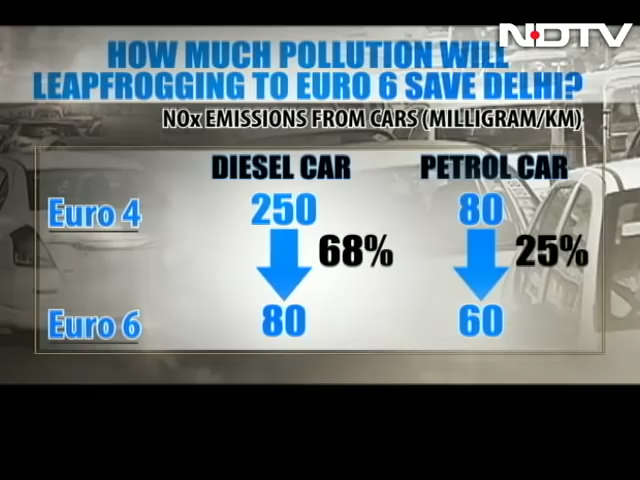 NDTV
HOW MUCH POLLUTION WILL
LEAPFROGGING TO EURO 6 SAVE DELHI?
NOx EMISSIONS FROM CARS (MILLIGRAM/KM)
DIESEL CAR PETROL CAR
Euro 4 250 80
68% 25%
Euro 6 80 60